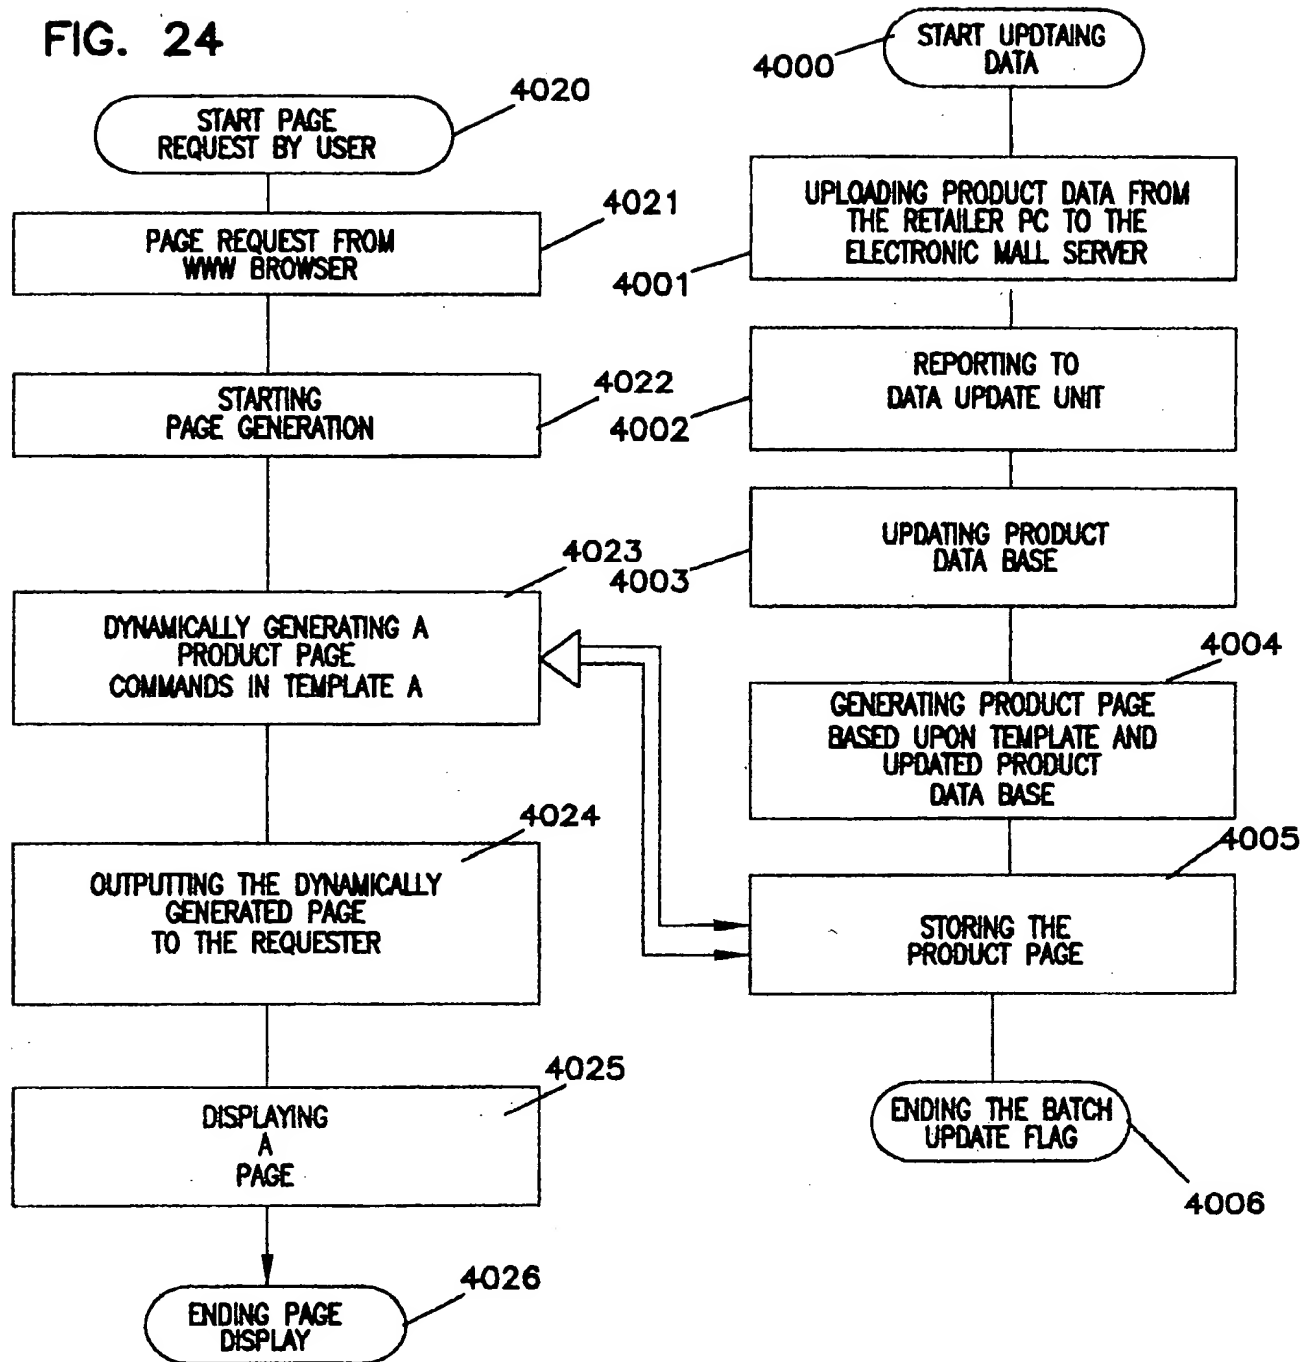 FIG. 24
START PAGE
REQUEST BY USER
4020
PAGE REQUEST FROM
WWW BROWSER
4021
STARTING
PAGE GENERATION
4022
DYNAMICALLY GENERATING A
PRODUCT PAGE
COMMANDS IN TEMPLATE A
4023
OUTPUTTING THE DYNAMICALLY
GENERATED PAGE
TO THE REQUESTER
4024
DISPLAYING
A
PAGE
4025
ENDING PAGE
DISPLAY
4026
START UPDTAING
DATA
4000
UPLOADING PRODUCT DATA FROM
THE RETAILER PC TO THE
ELECTRONIC MALL SERVER
4001
REPORTING TO
DATA UPDATE UNIT
4002
UPDATING PRODUCT
DATA BASE
4003
GENERATING PRODUCT PAGE
BASED UPON TEMPLATE AND
UPDATED PRODUCT
DATA BASE
4004
STORING THE
PRODUCT PAGE
4005
ENDING THE BATCH
UPDATE FLAG
4006